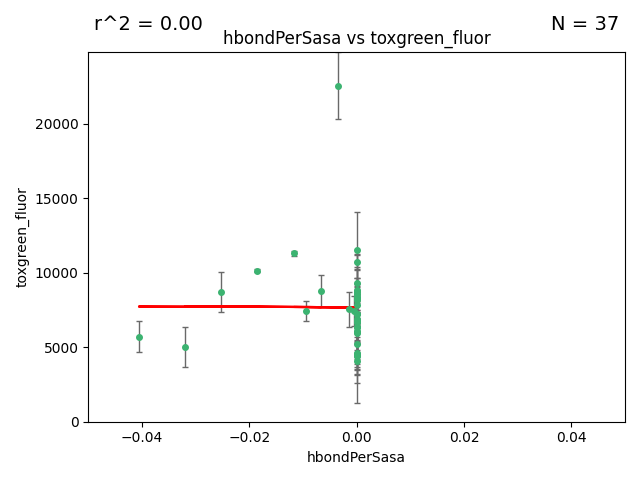 r^2 = 0.00
N = 37
hbondPerSasa vs toxgreen_fluor
toxgreen_fluor
20000
15000
10000
5000
0
−0.04
−0.02
0.00
0.02
0.04
hbondPerSasa